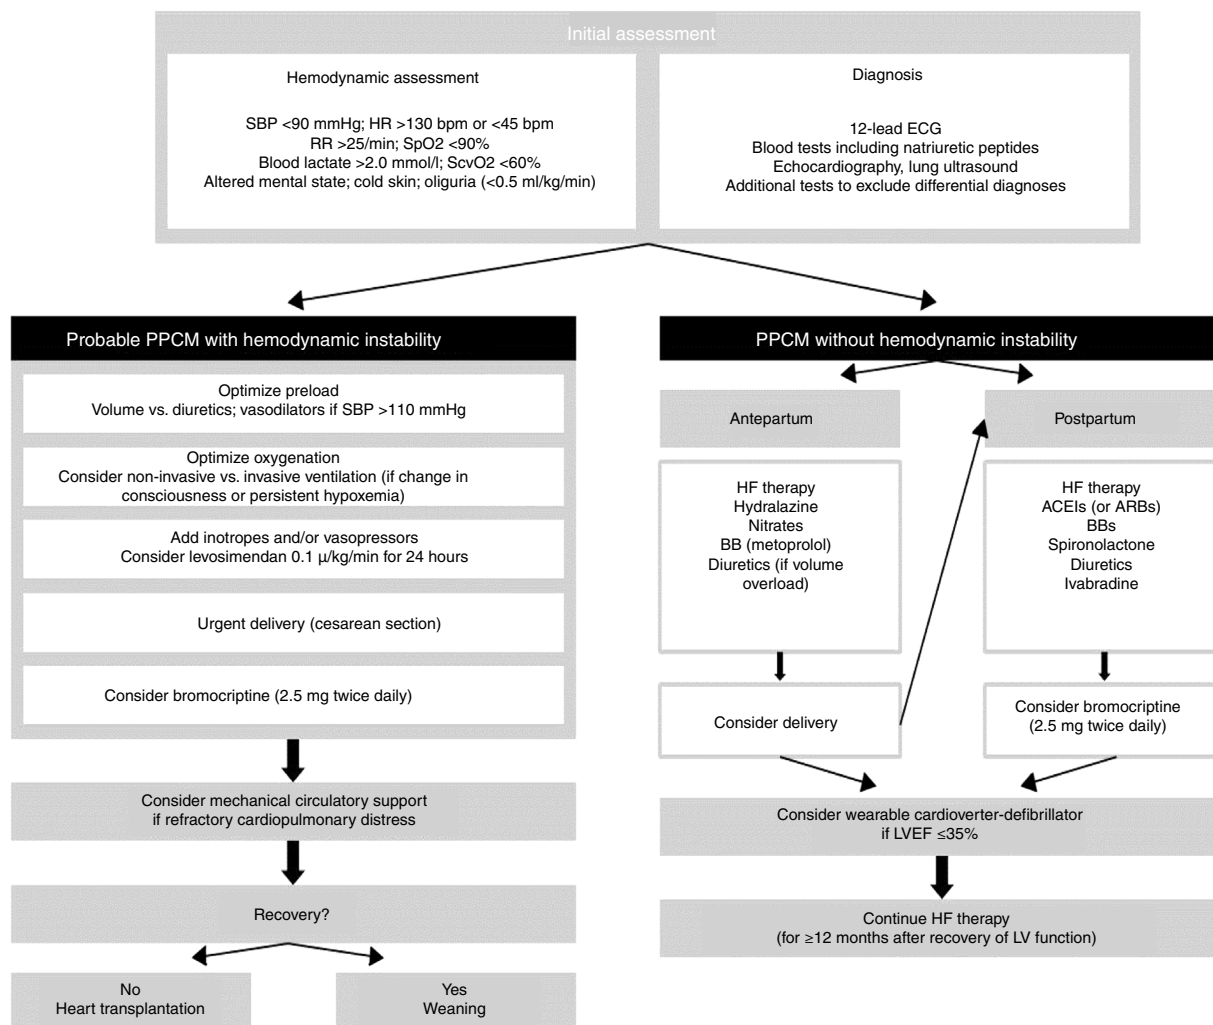 Initial assessment
Hemodynamic assessment
SBP <90 mmHg; HR >130 bpm or <45 bpm
RR >25/min; SpO2 <90%
Blood lactate >2.0 mmol/l; ScvO2 <60%
Altered mental state; cold skin; oliguria (<0.5 ml/kg/min)
Diagnosis
12-lead ECG
Blood tests including natriuretic peptides
Echocardiography, lung ultrasound
Additional tests to exclude differential diagnoses
Probable PPCM with hemodynamic instability
Optimize preload
Volume vs. diuretics; vasodilators if SBP >110 mmHg
Optimize oxygenation
Consider non-invasive vs. invasive ventilation (if change in
consciousness or persistent hypoxemia)
Add inotropes and/or vasopressors
Consider levosimendan 0.1 μ/kg/min for 24 hours
Urgent delivery (cesarean section)
Consider bromocriptine (2.5 mg twice daily)
Consider mechanical circulatory support
if refractory cardiopulmonary distress
Recovery?
No
Heart transplantation
Yes
Weaning
PPCM without hemodynamic instability
Antepartum
HF therapy
Hydralazine
Nitrates
BB (metoprolol)
Diuretics (if volume
overload)
Consider delivery
Postpartum
HF therapy
ACEIs (or ARBs)
BBs
Spironolactone
Diuretics
Ivabradine
Consider bromocriptine
(2.5 mg twice daily)
Consider wearable cardioverter-defibrillator
if LVEF ≤35%
Continue HF therapy
(for ≥12 months after recovery of LV function)